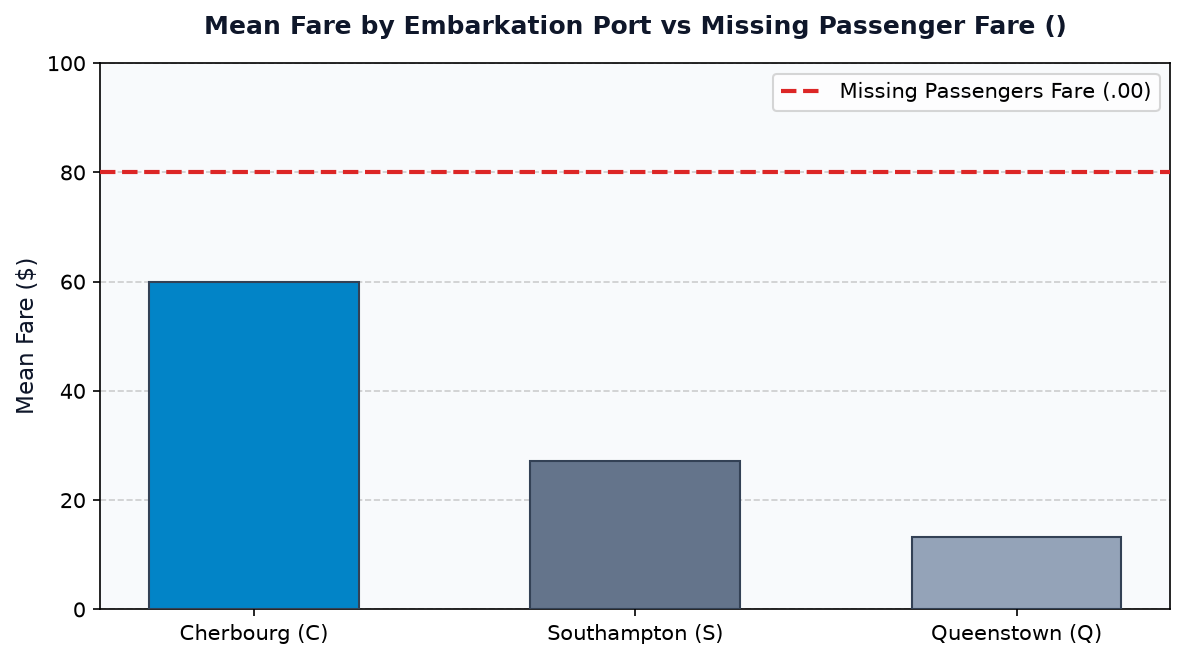 Mean Fare by Embarkation Port vs Missing Passenger Fare ()
Missing Passengers Fare (.00)
Mean Fare ($)
100
80
60
40
20
0
Cherbourg (C)
Southampton (S)
Queenstown (Q)